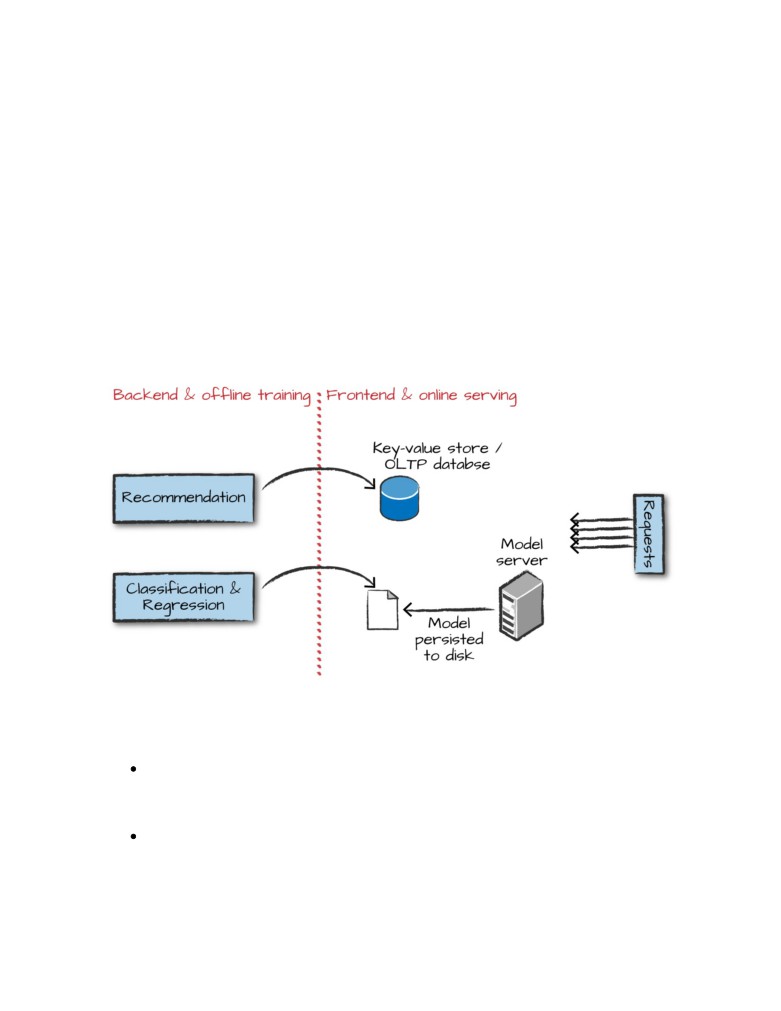 Backend & offline training
Frontend & online serving
Key-value store /
OLTP databse
Recommendation
Requests
Model
server
Classification &
Regression
Model
persisted
to disk